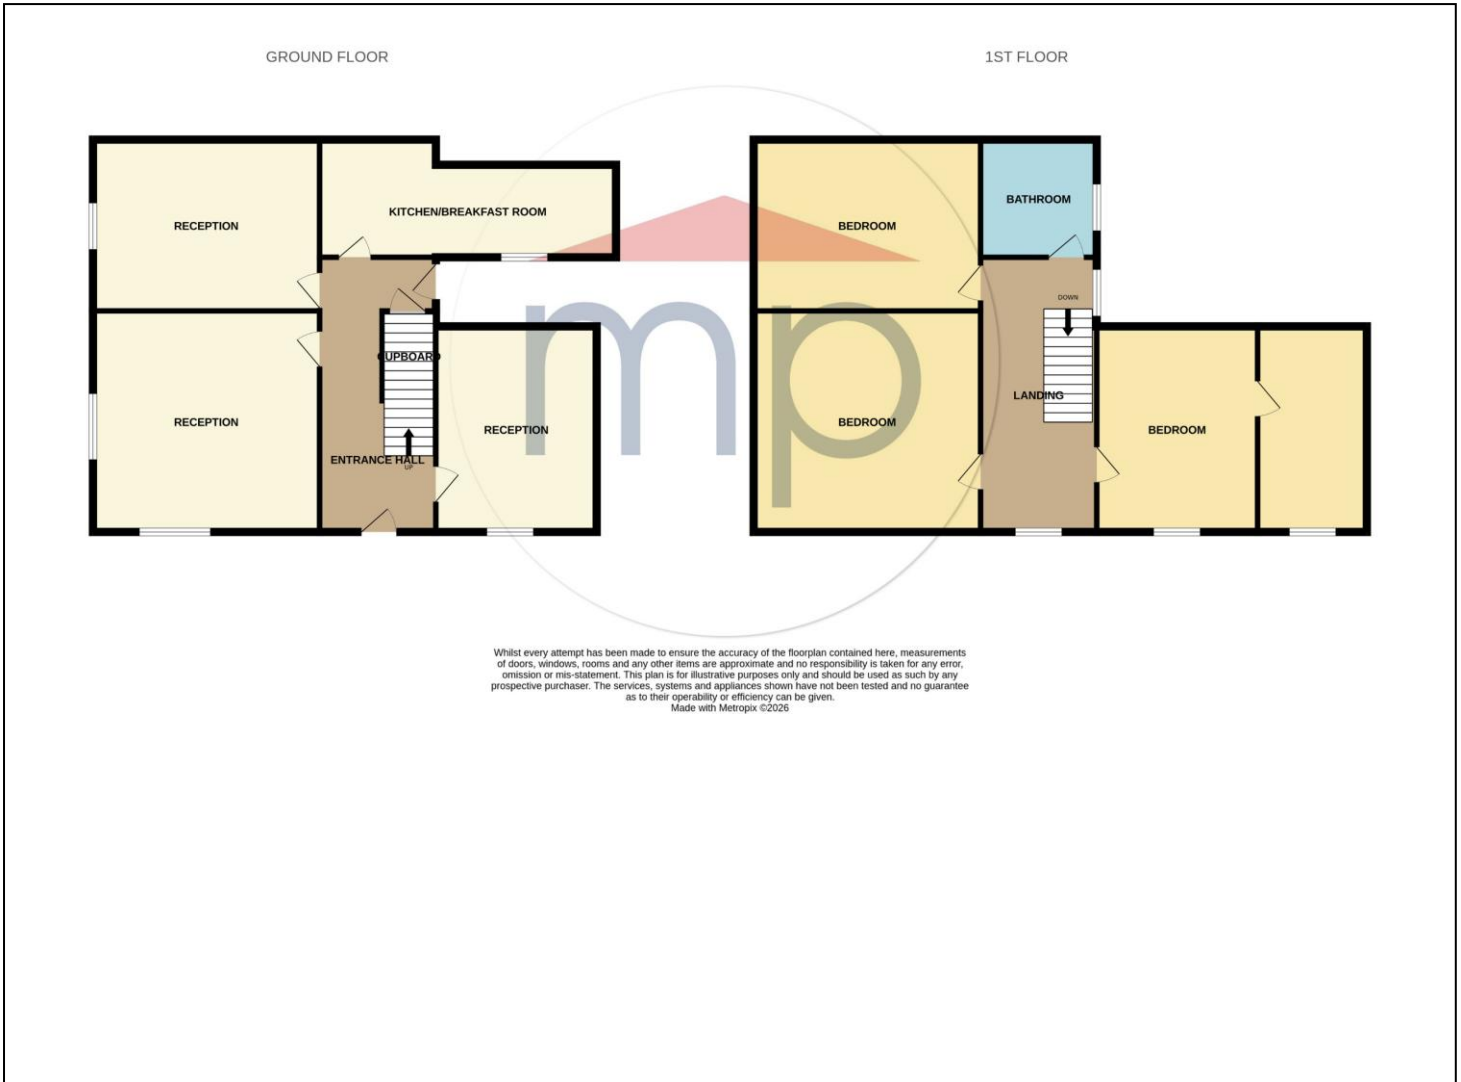 GROUND FLOOR
1ST FLOOR
RECEPTION
KITCHEN/BREAKFAST ROOM
CUPBOARD
RECEPTION
RECEPTION
ENTRANCE HALL
UP
BATHROOM
BEDROOM
DOWN
LANDING
BEDROOM
BEDROOM
mp
Whilst every attempt has been made to ensure the accuracy of the floorplan contained here, measurements
of doors, windows, rooms and any other items are approximate and no responsibility is taken for any error,
omission or mis-statement. This plan is for illustrative purposes only and should be used as such by any
prospective purchaser. The services, systems and appliances shown have not been tested and no guarantee
as to their operability or efficiency can be given.
Made with Metropix ©2026